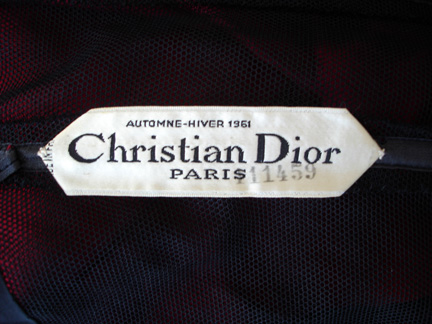 AUTOMNE-HIVER 1961
Christian Dior
PARIS 11459